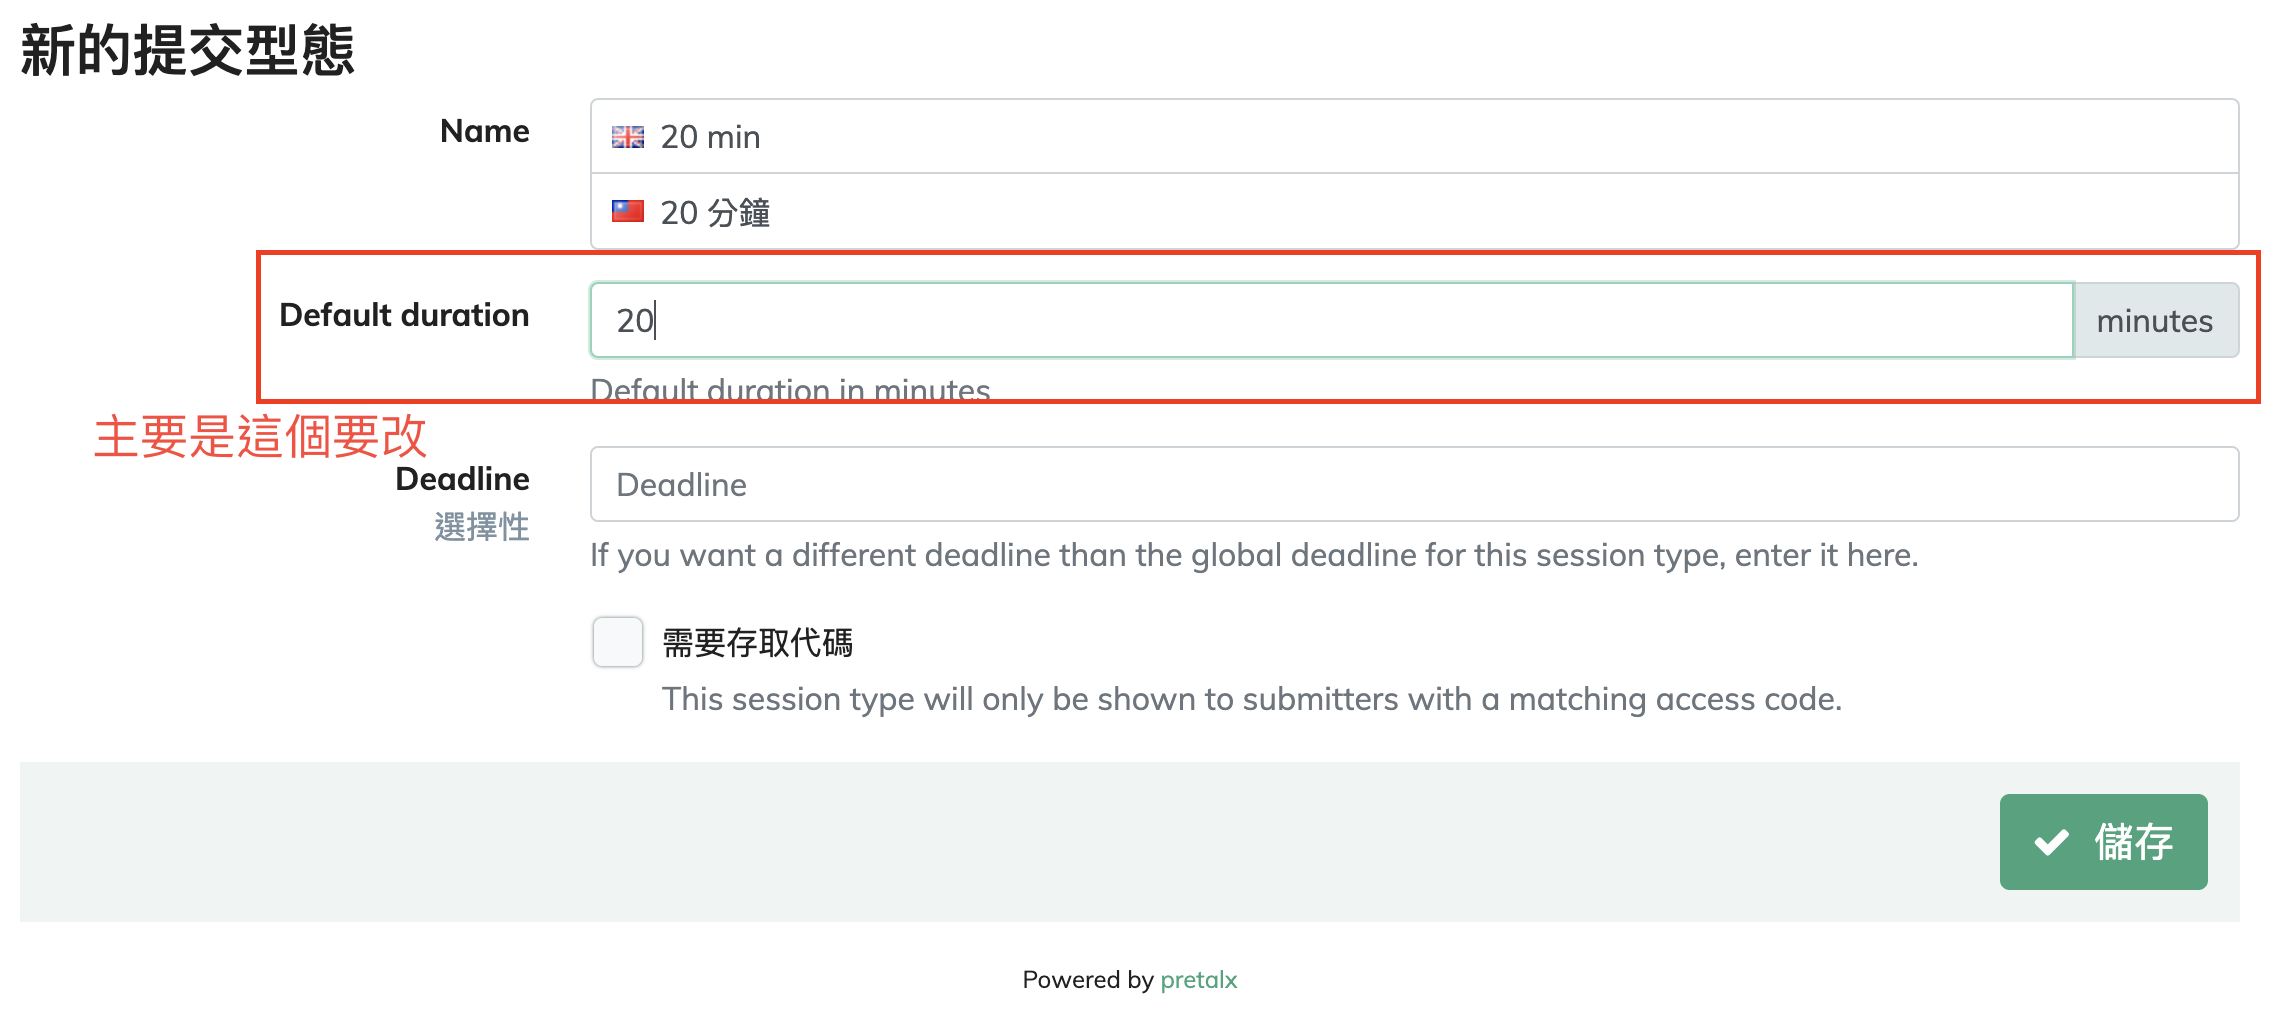 新的提交型態
Name
20 min
20 分鐘
Default duration
20
minutes
Default duration in minutes
主要是這個要改
Deadline
選擇性
Deadline
If you want a different deadline than the global deadline for this session type, enter it here.
需要存取代碼
This session type will only be shown to submitters with a matching access code.
儲存
Powered by pretalx